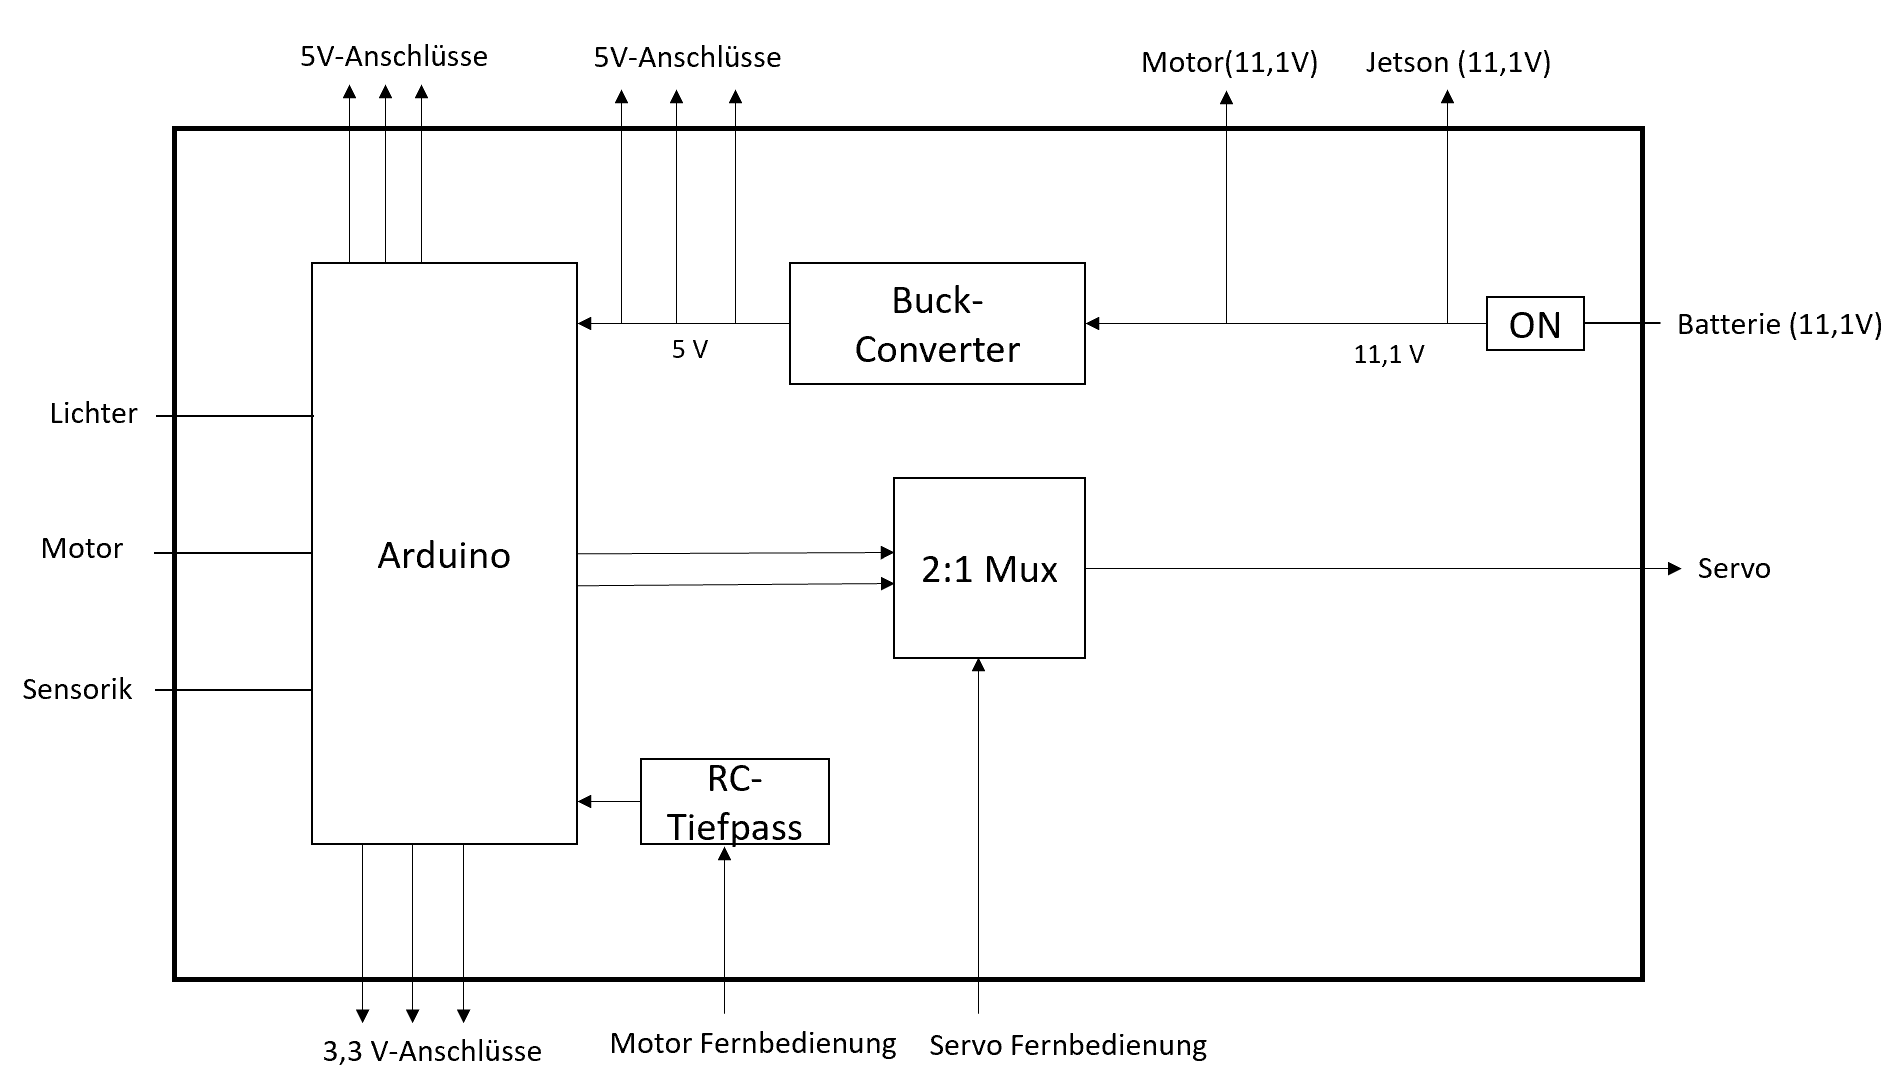 5V-Anschlüsse
5V-Anschlüsse
Motor(11,1V)
Jetson (11,1V)
Buck-
Converter
ON
Batterie (11,1V)
5 V
11,1 V
Lichter
Motor
Arduino
2:1 Mux
Servo
Sensorik
RC-
Tiefpass
3,3 V-Anschlüsse
Motor Fernbedienung
Servo Fernbedienung